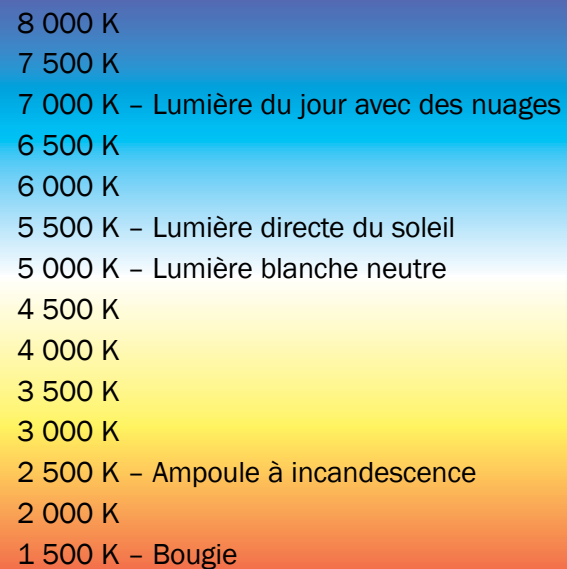 8 000 K
7 500 K
7 000 K – Lumière du jour avec des nuages
6 500 K
6 000 K
5 500 K – Lumière directe du soleil
5 000 K – Lumière blanche neutre
4 500 K
4 000 K
3 500 K
3 000 K
2 500 K – Ampoule à incandescence
2 000 K
1 500 K – Bougie